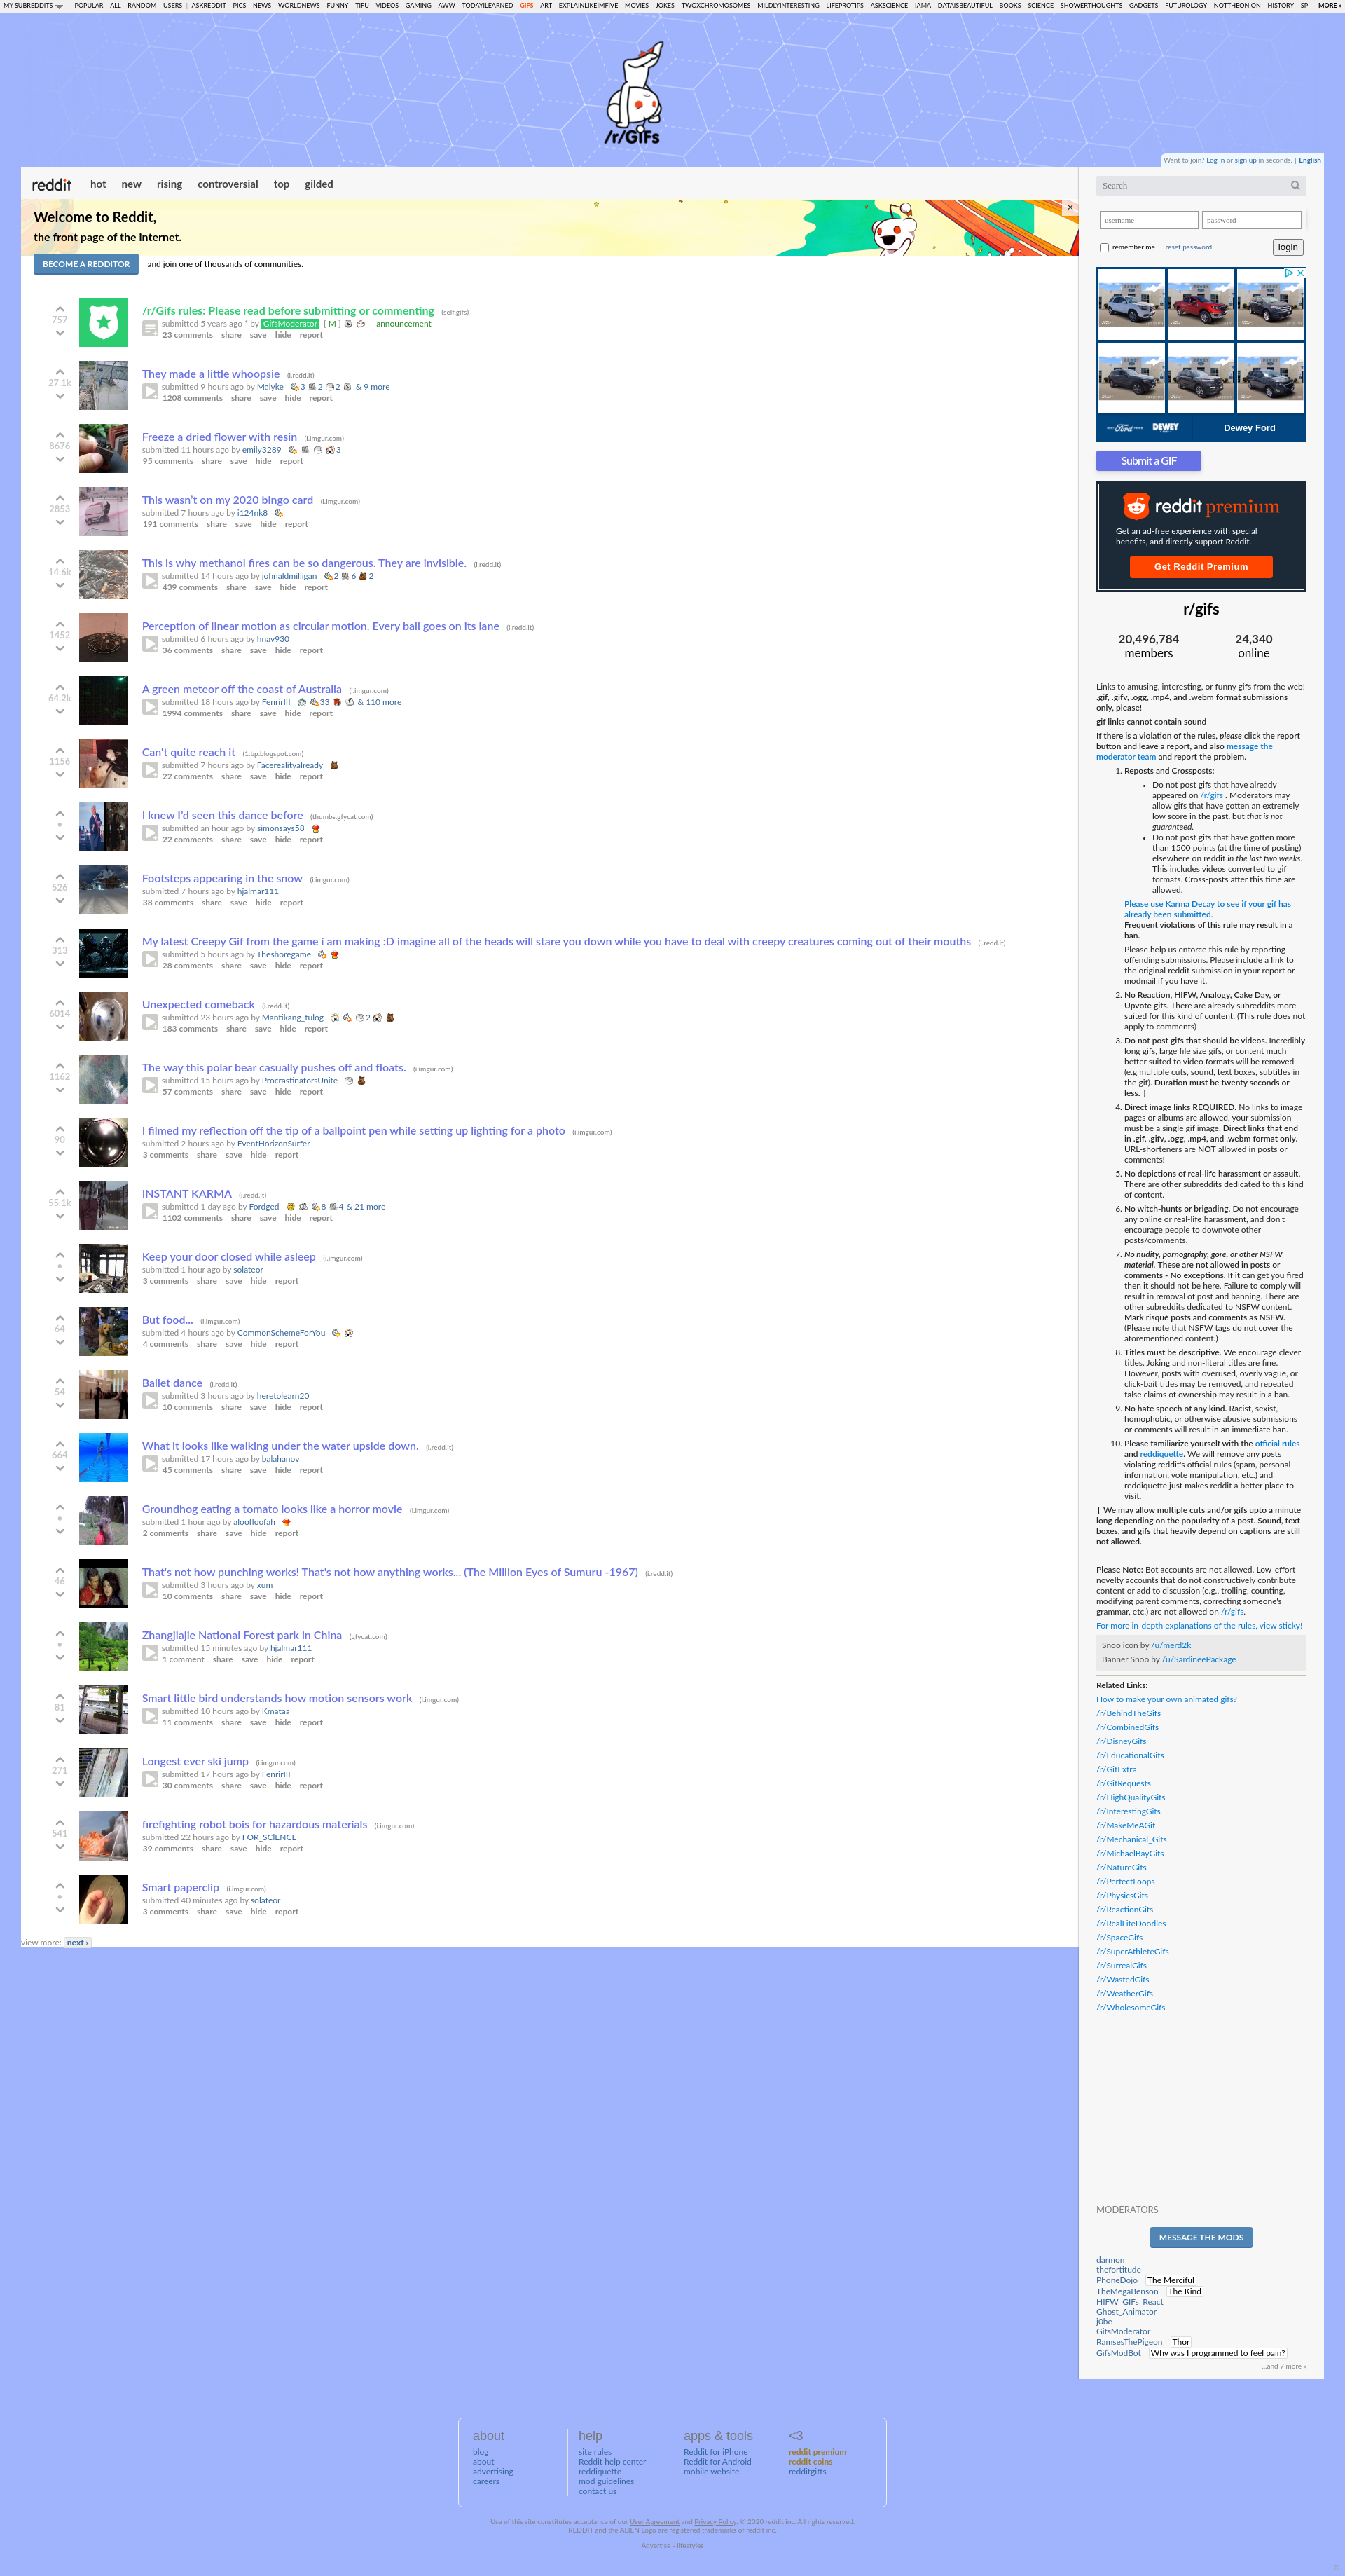 MY SUBREDDITS POPULAR - ALL - RANDOM - USERS | ASKREDDIT - PICS - NEWS - WORLDNEWS - FUNNY - TIFU - VIDEOS - GAMING - AWW - TODAYILEARNED - GIFS - ART - EXPLAINLIKEIMFIVE - MOVIES - JOKES - TWOXCHROMOSOMES - MILDLYINTERESTING - LIFEPROTIPS - ASKSCIENCE - IAMA - DATAISBEAUTIFUL - BOOKS - SCIENCE - SHOWERTHOUGHTS - GADGETS - FUTUROLOGY - NOTTHEONION - HISTORY - SP MORE »
/r/GIFs
Want to join? Log in or sign up in seconds. | English
reddit hot new rising controversial top gilded
Welcome to Reddit,
the front page of the internet.
BECOME A REDDITOR and join one of thousands of communities.
757
/r/Gifs rules: Please read before submitting or commenting (self.gifs)
submitted 5 years ago * by GifsModerator [ M ] - announcement
23 comments share save hide report
27.1k
They made a little whoopsie (i.redd.it)
submitted 9 hours ago by Malyke 3 2 2 & 9 more
1208 comments share save hide report
8676
Freeze a dried flower with resin (i.imgur.com)
submitted 11 hours ago by emily3289 3
95 comments share save hide report
2853
This wasn't on my 2020 bingo card (i.imgur.com)
submitted 7 hours ago by i124nk8
191 comments share save hide report
14.6k
This is why methanol fires can be so dangerous. They are invisible. (i.redd.it)
submitted 14 hours ago by johnaldmilligan 2 6 2
439 comments share save hide report
1452
Perception of linear motion as circular motion. Every ball goes on its lane (i.redd.it)
submitted 6 hours ago by hnav930
36 comments share save hide report
64.2k
A green meteor off the coast of Australia (i.imgur.com)
submitted 18 hours ago by FenrirIII 33 & 110 more
1994 comments share save hide report
1156
Can't quite reach it (1.bp.blogspot.com)
submitted 7 hours ago by Facerealityalready
22 comments share save hide report
•
I knew I'd seen this dance before (thumbs.gfycat.com)
submitted an hour ago by simonsays58
22 comments share save hide report
526
Footsteps appearing in the snow (i.imgur.com)
submitted 7 hours ago by hjalmar111
38 comments share save hide report
313
My latest Creepy Gif from the game i am making :D imagine all of the heads will stare you down while you have to deal with creepy creatures coming out of their mouths (i.redd.it)
submitted 5 hours ago by Theshoregame
28 comments share save hide report
6014
Unexpected comeback (i.redd.it)
submitted 23 hours ago by Mantikang_tulog 2
183 comments share save hide report
1162
The way this polar bear casually pushes off and floats. (i.imgur.com)
submitted 15 hours ago by ProcrastinatorsUnite
57 comments share save hide report
90
I filmed my reflection off the tip of a ballpoint pen while setting up lighting for a photo (i.imgur.com)
submitted 2 hours ago by EventHorizonSurfer
3 comments share save hide report
55.1k
INSTANT KARMA (i.redd.it)
submitted 1 day ago by Fordged 8 4 & 21 more
1102 comments share save hide report
•
Keep your door closed while asleep (i.imgur.com)
submitted 1 hour ago by solateor
3 comments share save hide report
64
But food... (i.imgur.com)
submitted 4 hours ago by CommonSchemeForYou
4 comments share save hide report
54
Ballet dance (i.redd.it)
submitted 3 hours ago by heretolearn20
10 comments share save hide report
664
What it looks like walking under the water upside down. (i.redd.it)
submitted 17 hours ago by balahanov
45 comments share save hide report
•
Groundhog eating a tomato looks like a horror movie (i.imgur.com)
submitted 1 hour ago by aloofloofah
2 comments share save hide report
46
That's not how punching works! That's not how anything works... (The Million Eyes of Sumuru -1967) (i.redd.it)
submitted 3 hours ago by xum
10 comments share save hide report
•
Zhangjiajie National Forest park in China (gfycat.com)
submitted 15 minutes ago by hjalmar111
1 comment share save hide report
81
Smart little bird understands how motion sensors work (i.imgur.com)
submitted 10 hours ago by Kmataa
11 comments share save hide report
271
Longest ever ski jump (i.imgur.com)
submitted 17 hours ago by FenrirIII
30 comments share save hide report
541
firefighting robot bois for hazardous materials (i.imgur.com)
submitted 22 hours ago by FOR_SCIENCE
39 comments share save hide report
•
Smart paperclip (i.imgur.com)
submitted 40 minutes ago by solateor
3 comments share save hide report
view more: next ›
Search
username password
remember me reset password login
Ford DEWEY Dewey Ford
Submit a GIF
reddit premium
Get an ad-free experience with special
benefits, and directly support Reddit.
Get Reddit Premium
r/gifs
20,496,784 24,340
members online
Links to amusing, interesting, or funny gifs from the web!
.gif, .gifv, .ogg, .mp4, and .webm format submissions
only, please!
gif links cannot contain sound
If there is a violation of the rules, please click the report
button and leave a report, and also message the
moderator team and report the problem.
1. Reposts and Crossposts:
• Do not post gifs that have already
appeared on /r/gifs . Moderators may
allow gifs that have gotten an extremely
low score in the past, but that is not
guaranteed.
• Do not post gifs that have gotten more
than 1500 points (at the time of posting)
elsewhere on reddit in the last two weeks.
This includes videos converted to gif
formats. Cross-posts after this time are
allowed.
Please use Karma Decay to see if your gif has
already been submitted.
Frequent violations of this rule may result in a
ban.
Please help us enforce this rule by reporting
offending submissions. Please include a link to
the original reddit submission in your report or
modmail if you have it.
2. No Reaction, HIFW, Analogy, Cake Day, or
Upvote gifs. There are already subreddits more
suited for this kind of content. (This rule does not
apply to comments)
3. Do not post gifs that should be videos. Incredibly
long gifs, large file size gifs, or content much
better suited to video formats will be removed
(e.g multiple cuts, sound, text boxes, subtitles in
the gif). Duration must be twenty seconds or
less. †
4. Direct image links REQUIRED. No links to image
pages or albums are allowed, your submission
must be a single gif image. Direct links that end
in .gif, .gifv, .ogg, .mp4, and .webm format only.
URL-shorteners are NOT allowed in posts or
comments!
5. No depictions of real-life harassment or assault.
There are other subreddits dedicated to this kind
of content.
6. No witch-hunts or brigading. Do not encourage
any online or real-life harassment, and don't
encourage people to downvote other
posts/comments.
7. No nudity, pornography, gore, or other NSFW
material. These are not allowed in posts or
comments - No exceptions. If it can get you fired
then it should not be here. Failure to comply will
result in removal of post and banning. There are
other subreddits dedicated to NSFW content.
Mark risqué posts and comments as NSFW.
(Please note that NSFW tags do not cover the
aforementioned content.)
8. Titles must be descriptive. We encourage clever
titles. Joking and non-literal titles are fine.
However, posts with overused, overly vague, or
click-bait titles may be removed, and repeated
false claims of ownership may result in a ban.
9. No hate speech of any kind. Racist, sexist,
homophobic, or otherwise abusive submissions
or comments will result in an immediate ban.
10. Please familiarize yourself with the official rules
and reddiquette. We will remove any posts
violating reddit's official rules (spam, personal
information, vote manipulation, etc.) and
reddiquette just makes reddit a better place to
visit.
† We may allow multiple cuts and/or gifs upto a minute
long depending on the popularity of a post. Sound, text
boxes, and gifs that heavily depend on captions are still
not allowed.
Please Note: Bot accounts are not allowed. Low-effort
novelty accounts that do not constructively contribute
content or add to discussion (e.g., trolling, counting,
modifying parent comments, correcting someone's
grammar, etc.) are not allowed on /r/gifs.
For more in-depth explanations of the rules, view sticky!
Snoo icon by /u/merd2k
Banner Snoo by /u/SardineePackage
Related Links:
How to make your own animated gifs?
/r/BehindTheGifs
/r/CombinedGifs
/r/DisneyGifs
/r/EducationalGifs
/r/GifExtra
/r/GifRequests
/r/HighQualityGifs
/r/InterestingGifs
/r/MakeMeAGif
/r/Mechanical_Gifs
/r/MichaelBayGifs
/r/NatureGifs
/r/PerfectLoops
/r/PhysicsGifs
/r/ReactionGifs
/r/RealLifeDoodles
/r/SpaceGifs
/r/SuperAthleteGifs
/r/SurrealGifs
/r/WastedGifs
/r/WeatherGifs
/r/WholesomeGifs
MODERATORS
MESSAGE THE MODS
darmon
thefortitude
PhoneDojo The Merciful
TheMegaBenson The Kind
HIFW_GIFs_React_
Ghost_Animator
j0be
GifsModerator
RamsesThePigeon Thor
GifsModBot Why was I programmed to feel pain?
...and 7 more »
about
blog
about
advertising
careers
help
site rules
Reddit help center
reddiquette
mod guidelines
contact us
apps & tools
Reddit for iPhone
Reddit for Android
mobile website
<3
reddit premium
reddit coins
redditgifts
Use of this site constitutes acceptance of our User Agreement and Privacy Policy. © 2020 reddit inc. All rights reserved.
REDDIT and the ALIEN Logo are registered trademarks of reddit inc.
Advertise - lifestyles